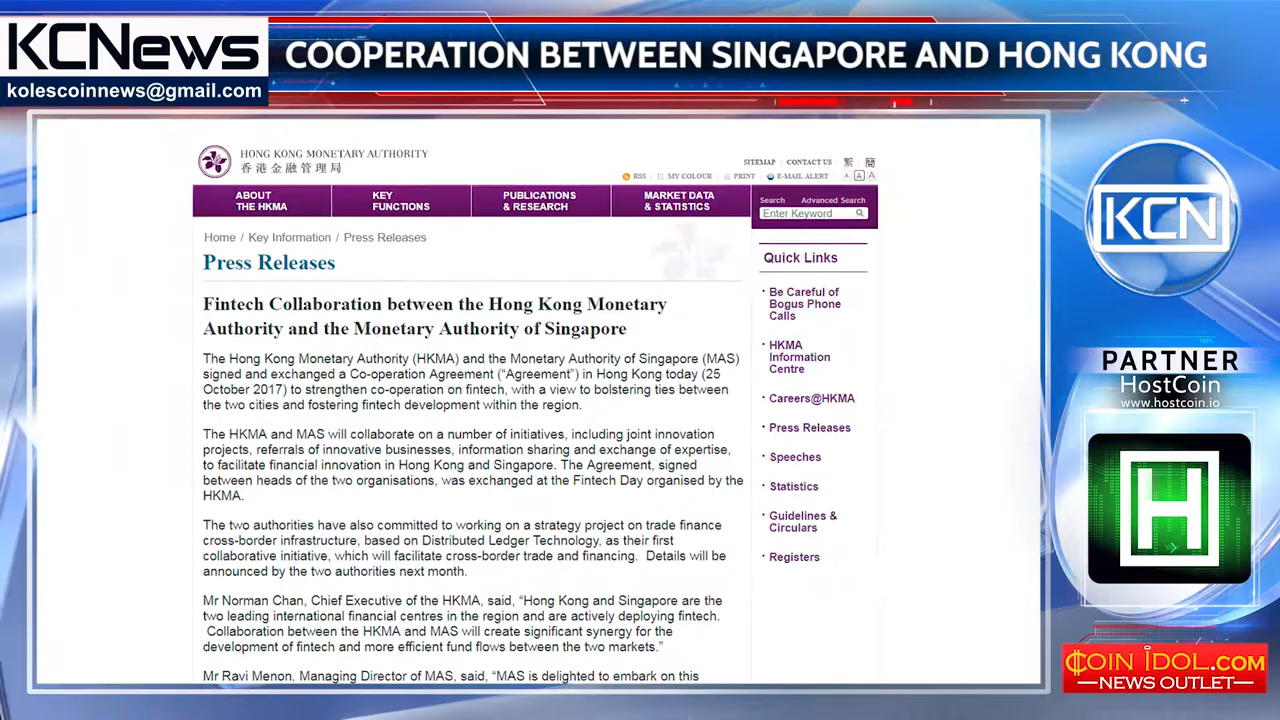 KCNews
kolescoinnews@gmail.com
COOPERATION BETWEEN SINGAPORE AND HONG KONG
HONG KONG MONETARY AUTHORITY
香港金融管理局
SITEMAP CONTACT US 繁 簡
RSS MY COLOUR PRINT E-MAIL ALERT A A A
ABOUT THE HKMA
KEY FUNCTIONS
PUBLICATIONS & RESEARCH
MARKET DATA & STATISTICS
Search Advanced Search
Enter Keyword
Home / Key Information / Press Releases
Press Releases
Fintech Collaboration between the Hong Kong Monetary
Authority and the Monetary Authority of Singapore
The Hong Kong Monetary Authority (HKMA) and the Monetary Authority of Singapore (MAS)
signed and exchanged a Co-operation Agreement (“Agreement”) in Hong Kong today (25
October 2017) to strengthen co-operation on fintech, with a view to bolstering ties between
the two cities and fostering fintech development within the region.
The HKMA and MAS will collaborate on a number of initiatives, including joint innovation
projects, referrals of innovative businesses, information sharing and exchange of expertise,
to facilitate financial innovation in Hong Kong and Singapore. The Agreement, signed
between heads of the two organisations, was exchanged at the Fintech Day organised by the
HKMA.
The two authorities have also committed to working on a strategy project on trade finance
cross-border infrastructure, based on Distributed Ledger Technology, as their first
collaborative initiative, which will facilitate cross-border trade and financing. Details will be
announced by the two authorities next month.
Mr Norman Chan, Chief Executive of the HKMA, said, “Hong Kong and Singapore are the
two leading international financial centres in the region and are actively deploying fintech.
Collaboration between the HKMA and MAS will create significant synergy for the
development of fintech and more efficient fund flows between the two markets.”
Mr Ravi Menon, Managing Director of MAS, said, “MAS is delighted to embark on this
Quick Links
Be Careful of
Bogus Phone
Calls
HKMA
Information
Centre
Careers@HKMA
Press Releases
Speeches
Statistics
Guidelines &
Circulars
Registers
KCN
PARTNER
HostCoin
www.hostcoin.io
H
COIN IDOL.COM
NEWS OUTLET